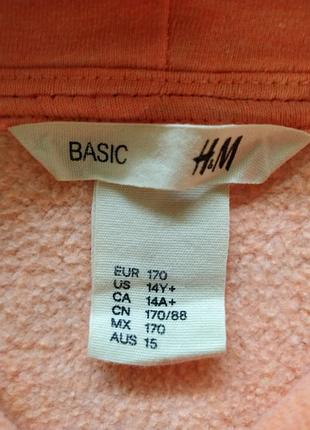 BASIC H&M
EUR 170
US 14Y+
CA 14A+
CN 170/88
MX 170
AUS 15